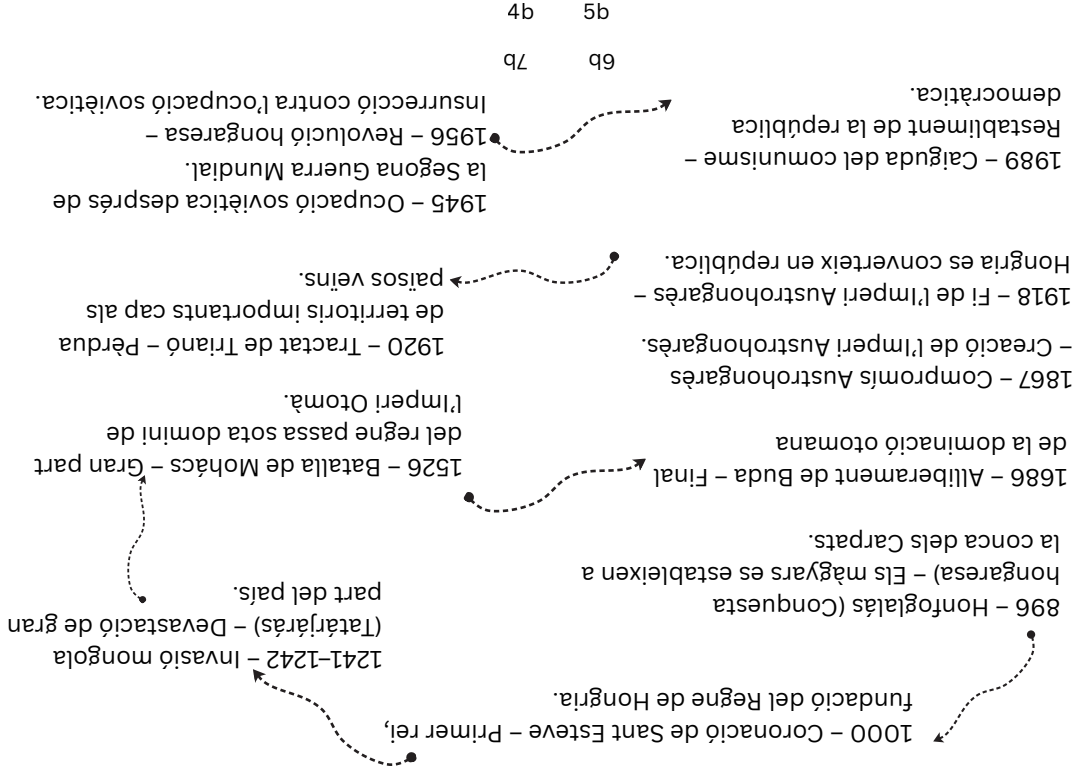 896 – Honfoglalás (Conquesta
hongaresa) – Els màgyars es estableixen a
la conca dels Carpats.
1000 – Coronació de Sant Esteve – Primer rei,
fundació del Regne de Hongria.
1241–1242 – Invasió mongola
(Tatárjárás) – Devastació de gran
part del país.
1526 – Batalla de Mohács – Gran part
del regne passa sota domini de
l'Imperi Otomà.
1686 – Alliberament de Buda – Final
de la dominació otomana
1867 – Compromís Austrohongarès
– Creació de l'Imperi Austrohongarès.
1918 – Fi de l'Imperi Austrohongarès –
Hongria es converteix en república.
1920 – Tractat de Trianó – Pèrdua
de territoris importants cap als
països veïns.
1945 – Ocupació soviètica després de
la Segona Guerra Mundial.
1956 – Revolució hongaresa –
Insurrecció contra l'ocupació soviètica.
1989 – Caiguda del comunisme –
Restabliment de la república
democràtica.
6b 7b
4b 5b